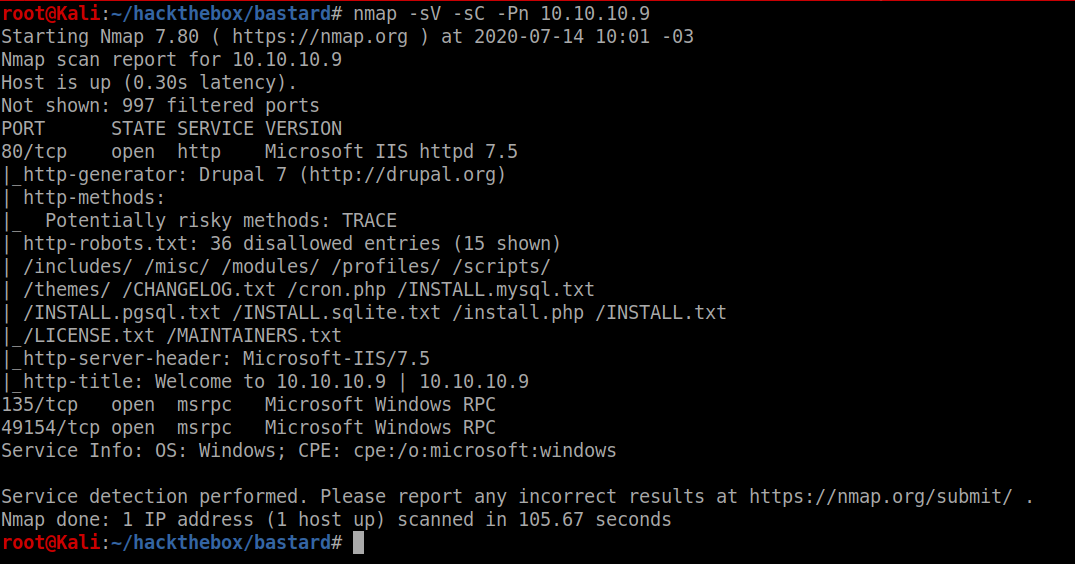 root@Kali:~/hackthebox/bastard# nmap -sV -sC -Pn 10.10.10.9
Starting Nmap 7.80 ( https://nmap.org ) at 2020-07-14 10:01 -03
Nmap scan report for 10.10.10.9
Host is up (0.30s latency).
Not shown: 997 filtered ports
PORT      STATE SERVICE VERSION
80/tcp    open  http    Microsoft IIS httpd 7.5
|_http-generator: Drupal 7 (http://drupal.org)
| http-methods:
|_  Potentially risky methods: TRACE
| http-robots.txt: 36 disallowed entries (15 shown)
| /includes/ /misc/ /modules/ /profiles/ /scripts/
| /themes/ /CHANGELOG.txt /cron.php /INSTALL.mysql.txt
| /INSTALL.pgsql.txt /INSTALL.sqlite.txt /install.php /INSTALL.txt
|_/LICENSE.txt /MAINTAINERS.txt
|_http-server-header: Microsoft-IIS/7.5
|_http-title: Welcome to 10.10.10.9 | 10.10.10.9
135/tcp   open  msrpc   Microsoft Windows RPC
49154/tcp open  msrpc   Microsoft Windows RPC
Service Info: OS: Windows; CPE: cpe:/o:microsoft:windows

Service detection performed. Please report any incorrect results at https://nmap.org/submit/ .
Nmap done: 1 IP address (1 host up) scanned in 105.67 seconds
root@Kali:~/hackthebox/bastard#